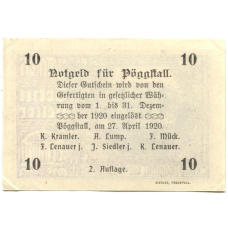 10 10
Notgeld für Pöggstall.
Dieser Gutschein wird von den
Gefertigten in gesetzlicher Wäh-
rung vom 1. bis 31. Dezem-
ber 1920 eingelöst
Pöggstall, am 27. April 1920.
K. Kramler. A. Lump. F. Mück.
F. Lenauer j. J. Siedler j. K. Lenauer.
10 10
2. Auflage.